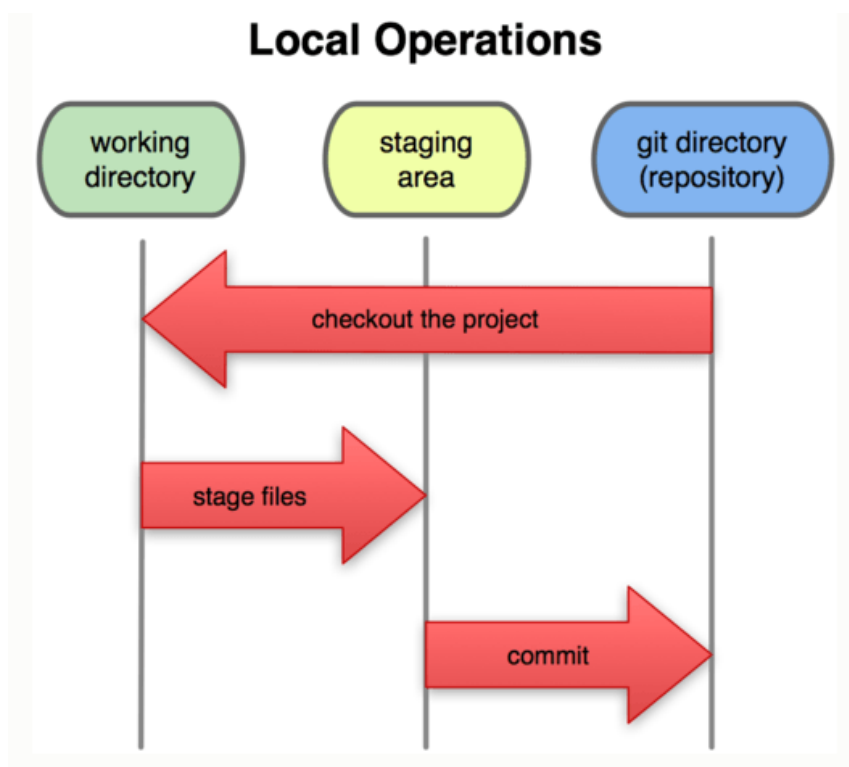 Local Operations
working
directory
staging
area
git directory
(repository)
checkout the project
stage files
commit